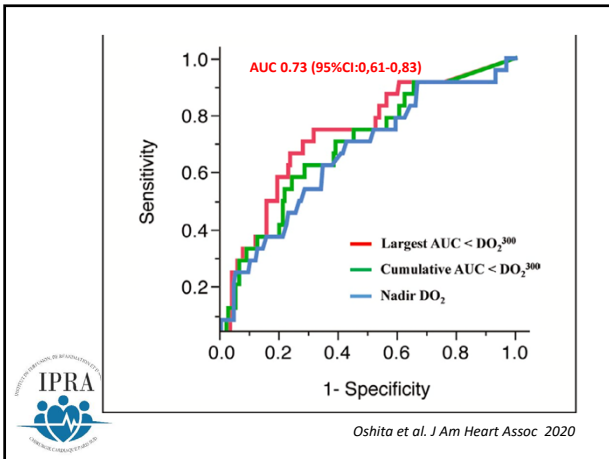 AUC 0.73 (95%CI:0,61-0,83)
Sensitivity
1.0
0.8
0.6
0.4
0.2
Largest AUC < DO₂³⁰⁰
Cumulative AUC < DO₂³⁰⁰
Nadir DO₂
0.0 0.2 0.4 0.6 0.8 1.0
1- Specificity
IPRA
Oshita et al. J Am Heart Assoc 2020